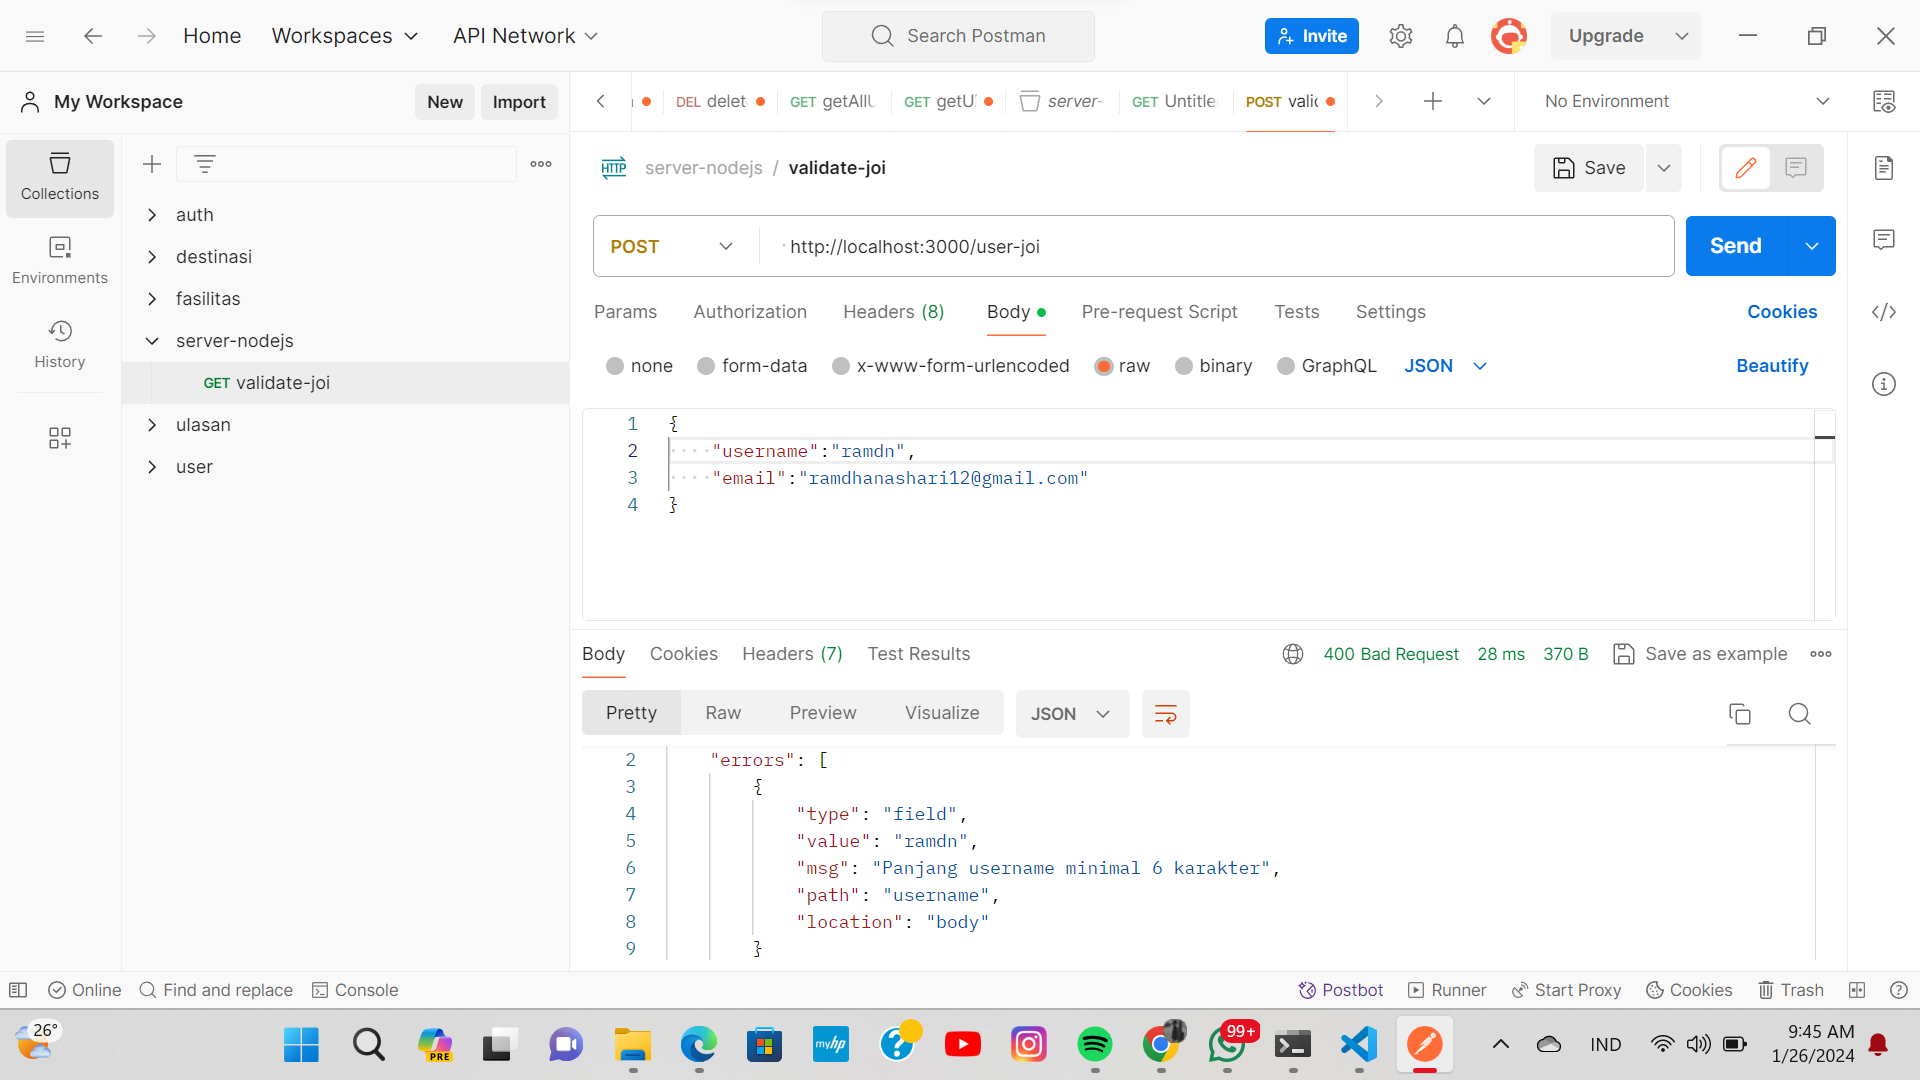 Home
Workspaces
API Network
Search Postman
Invite
Upgrade
My Workspace
New
Import
DEL delet
GET getAllU
GET getU
server-
GET Untitle
POST valid
No Environment
Collections
Environments
History
auth
destinasi
fasilitas
server-nodejs
GET validate-joi
ulasan
user
HTTP
server-nodejs / validate-joi
Save
POST
http://localhost:3000/user-joi
Send
Params
Authorization
Headers (8)
Body
Pre-request Script
Tests
Settings
Cookies
none
form-data
x-www-form-urlencoded
raw
binary
GraphQL
JSON
Beautify
1 {
2 "username":"ramdn",
3 "email":"ramdhanashari12@gmail.com"
4 }
Body
Cookies
Headers (7)
Test Results
400 Bad Request
28 ms
370 B
Save as example
Pretty
Raw
Preview
Visualize
JSON
2 "errors": [
3 {
4 "type": "field",
5 "value": "ramdn",
6 "msg": "Panjang username minimal 6 karakter",
7 "path": "username",
8 "location": "body"
9 }
Online
Find and replace
Console
Postbot
Runner
Start Proxy
Cookies
Trash
26°
PRE
myhp
99+
IND
9:45 AM
1/26/2024